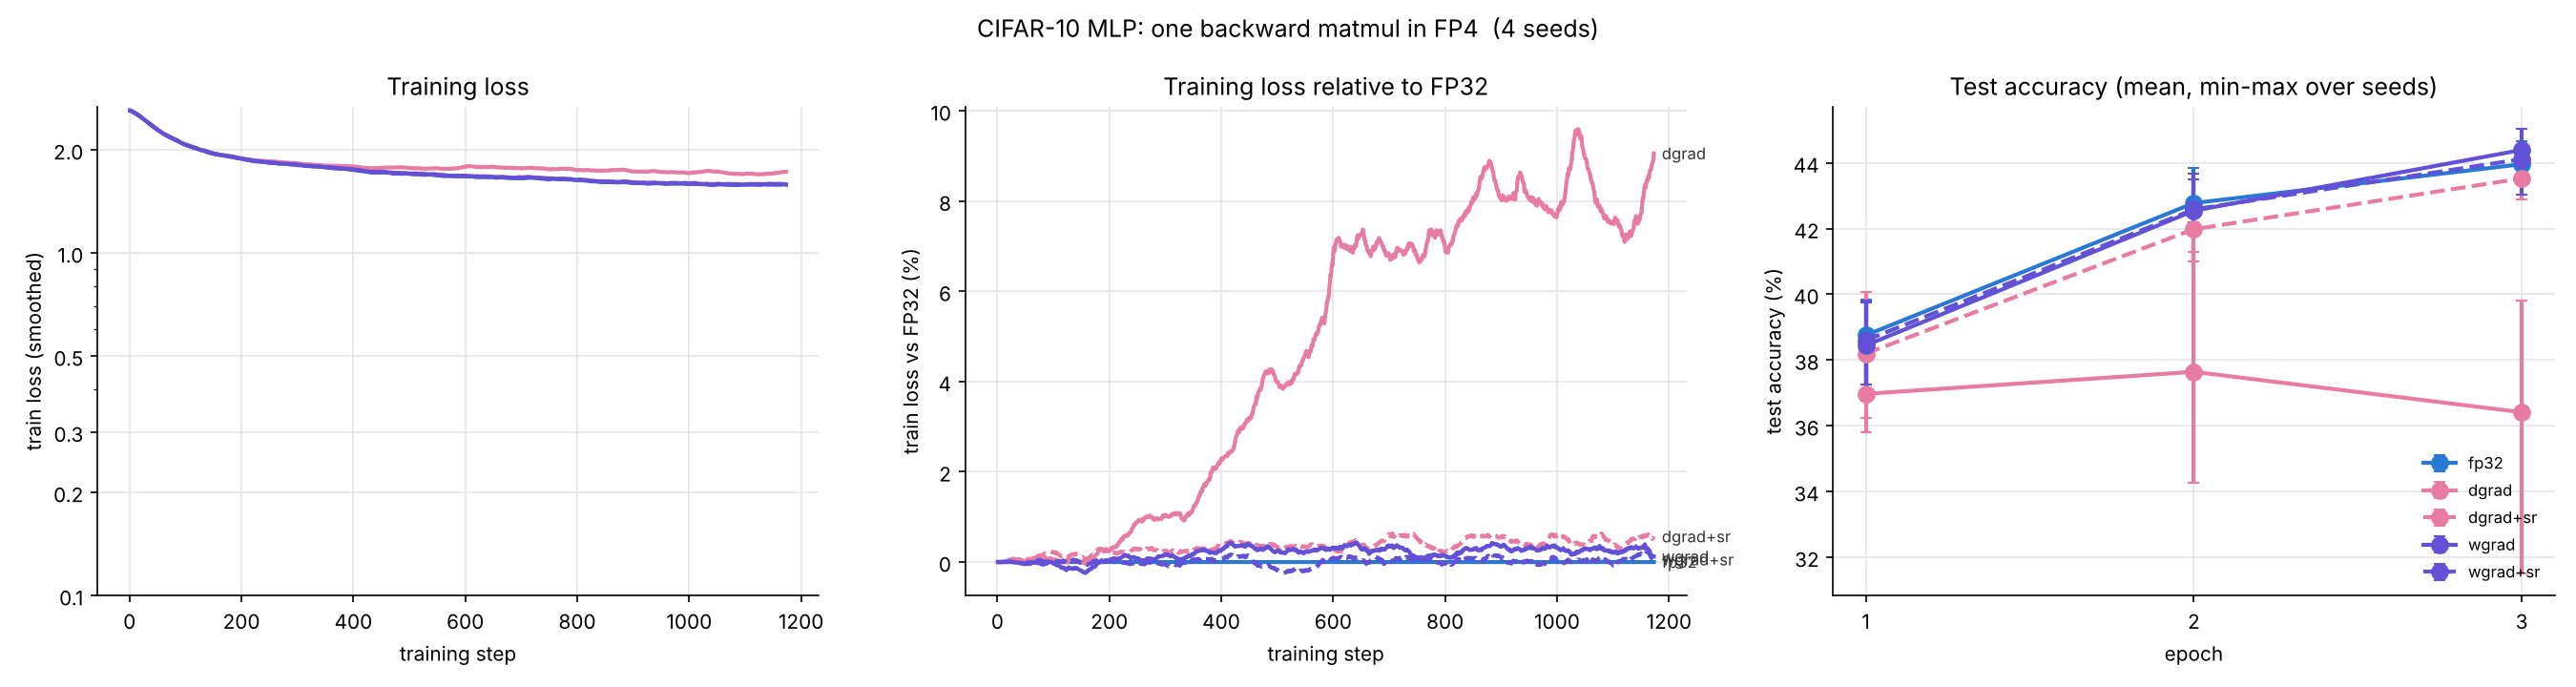 CIFAR-10 MLP: one backward matmul in FP4 (4 seeds)
Training loss
train loss (smoothed)
2.0
1.0
0.5
0.3
0.2
0.1
0 200 400 600 800 1000 1200
training step
Training loss relative to FP32
train loss vs FP32 (%)
10
8
6
4
2
0
dgrad
dgrad+sr
wgrad
wgrad+sr
fp32
0 200 400 600 800 1000 1200
training step
Test accuracy (mean, min-max over seeds)
test accuracy (%)
44
42
40
38
36
34
32
fp32
dgrad
dgrad+sr
wgrad
wgrad+sr
1 2 3
epoch